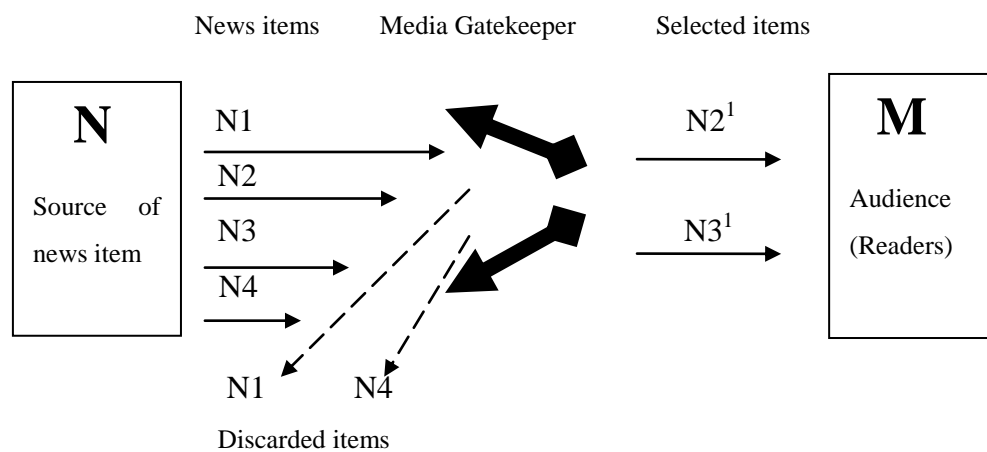 News items Media Gatekeeper Selected items
N
Source of
news item
N1
N2
N3
N4
N2¹
N3¹
M
Audience
(Readers)
N1 N4
Discarded items